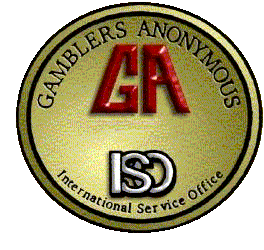 GAMBLERS ANONYMOUS
GA
ISO
International Service Office